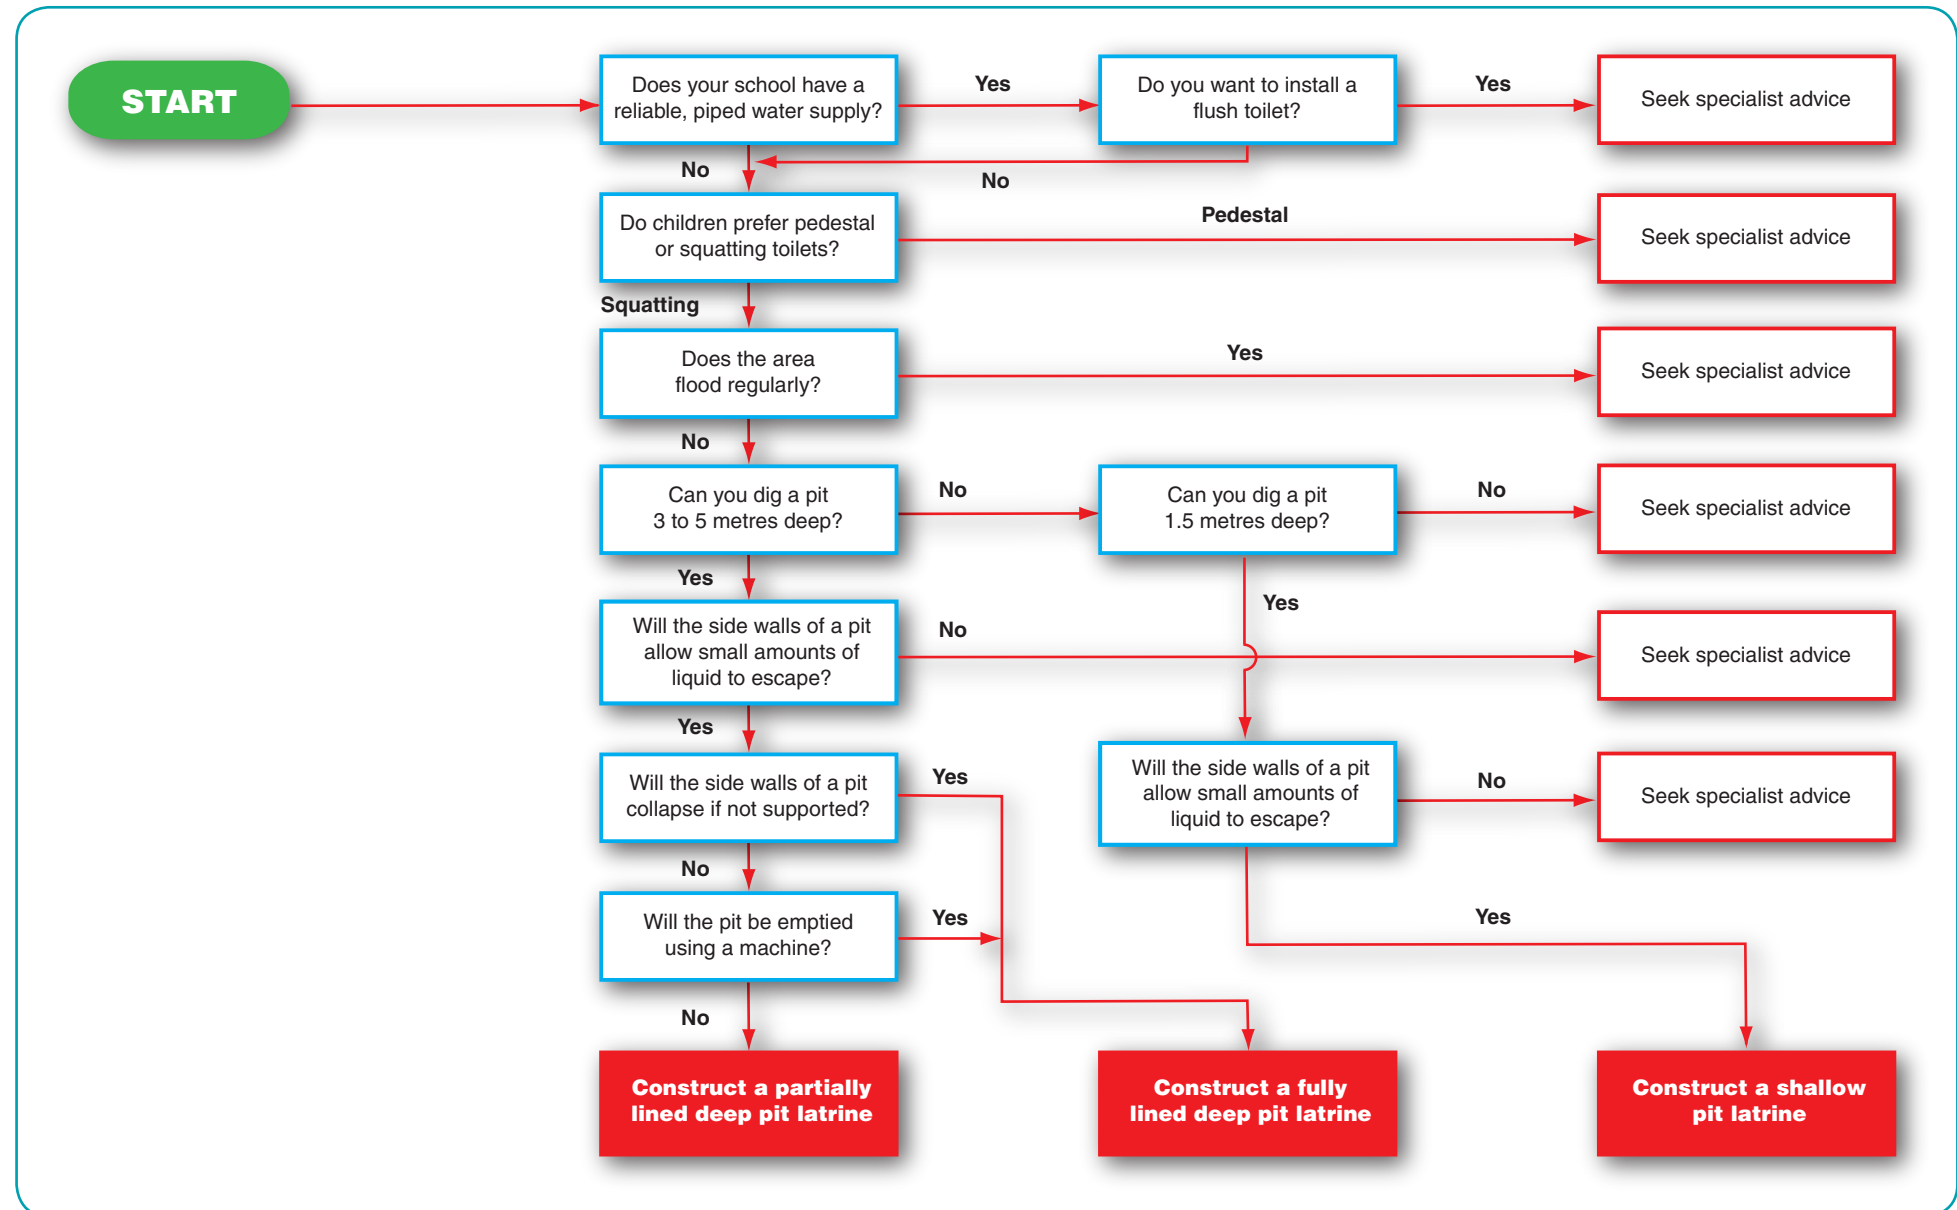 START
Does your school have a
reliable, piped water supply?
Yes
Do you want to install a
flush toilet?
Yes
Seek specialist advice
No
No
Do children prefer pedestal
or squatting toilets?
Pedestal
Seek specialist advice
Squatting
Does the area
flood regularly?
Yes
Seek specialist advice
No
Can you dig a pit
3 to 5 metres deep?
No
Can you dig a pit
1.5 metres deep?
No
Seek specialist advice
Yes
Yes
Will the side walls of a pit
allow small amounts of
liquid to escape?
No
Seek specialist advice
Yes
Will the side walls of a pit
collapse if not supported?
Yes
Will the side walls of a pit
allow small amounts of
liquid to escape?
No
Seek specialist advice
No
Will the pit be emptied
using a machine?
Yes
Yes
No
Construct a partially
lined deep pit latrine
Construct a fully
lined deep pit latrine
Construct a shallow
pit latrine